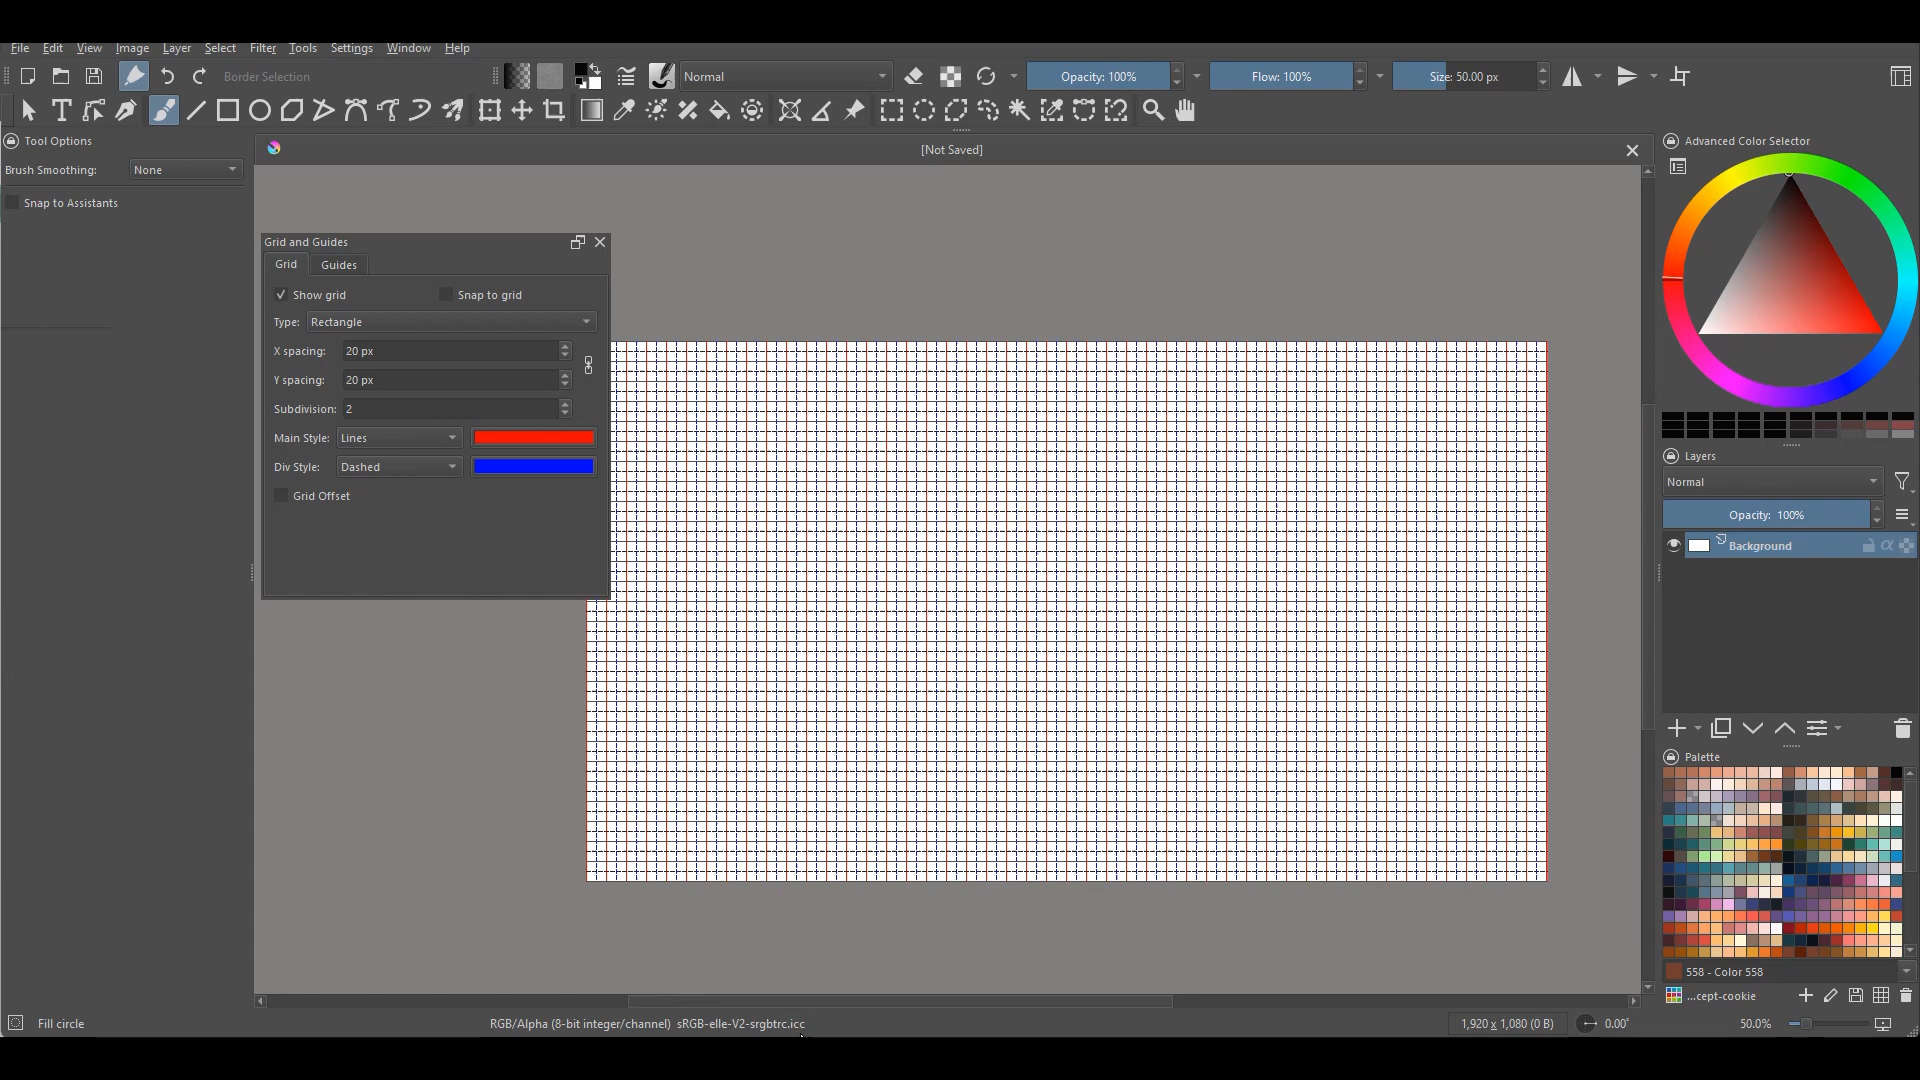 File Edit View Image Layer Select Filter Tools Settings Window Help
Border Selection
Normal
Opacity: 100%
Flow: 100%
Size: 50.00 px
Tool Options
[Not Saved]
Brush Smoothing: None
Snap to Assistants
Grid and Guides
Grid Guides
Show grid
Snap to grid
Type: Rectangle
X spacing: 20 px
Y spacing: 20 px
Subdivision: 2
Main Style: Lines
Div Style: Dashed
Grid Offset
Advanced Color Selector
Layers
Normal
Opacity: 100%
Background
Palette
558 - Color 558
...cept-cookie
Fill circle
RGB/Alpha (8-bit integer/channel) sRGB-elle-V2-srgbtrc.icc
1,920 x 1,080 (0 B)
0.00°
50.0%